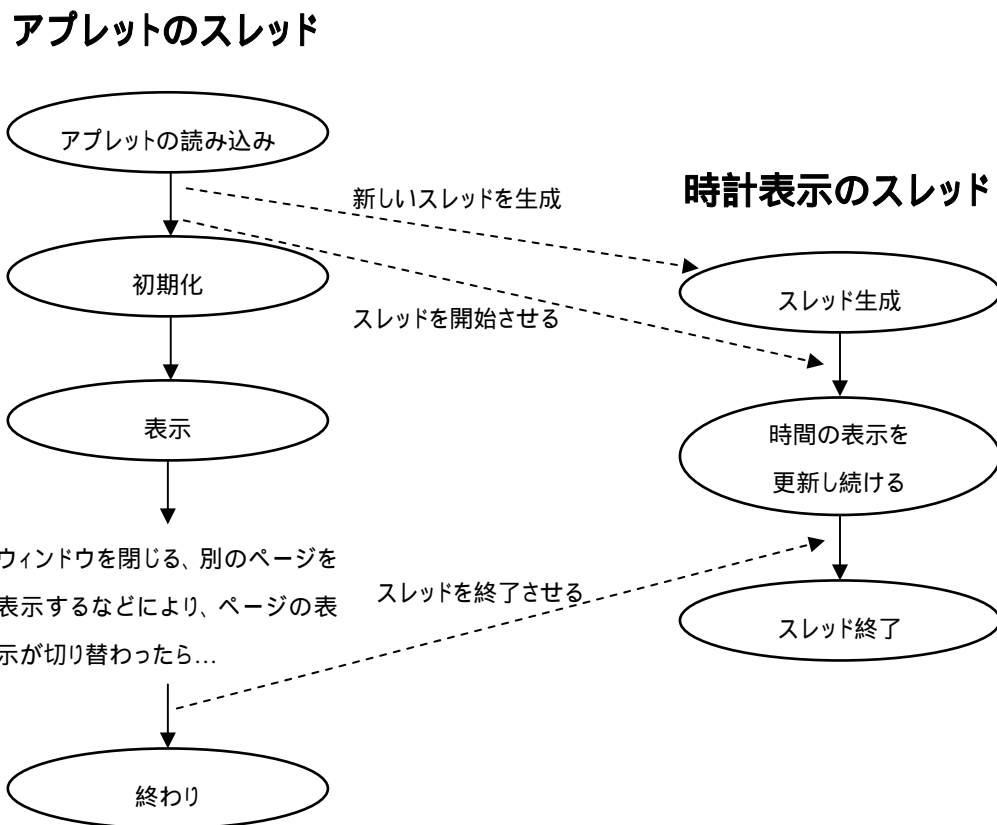 アプレットのスレッド
アプレットの読み込み
新しいスレッドを生成
時計表示のスレッド
初期化
スレッド生成
スレッドを開始させる
表示
時間の表示を
更新し続ける
ウィンドウを閉じる、別のページを
表示するなどにより、ページの表
示が切り替わったら…
スレッドを終了させる
スレッド終了
終わり